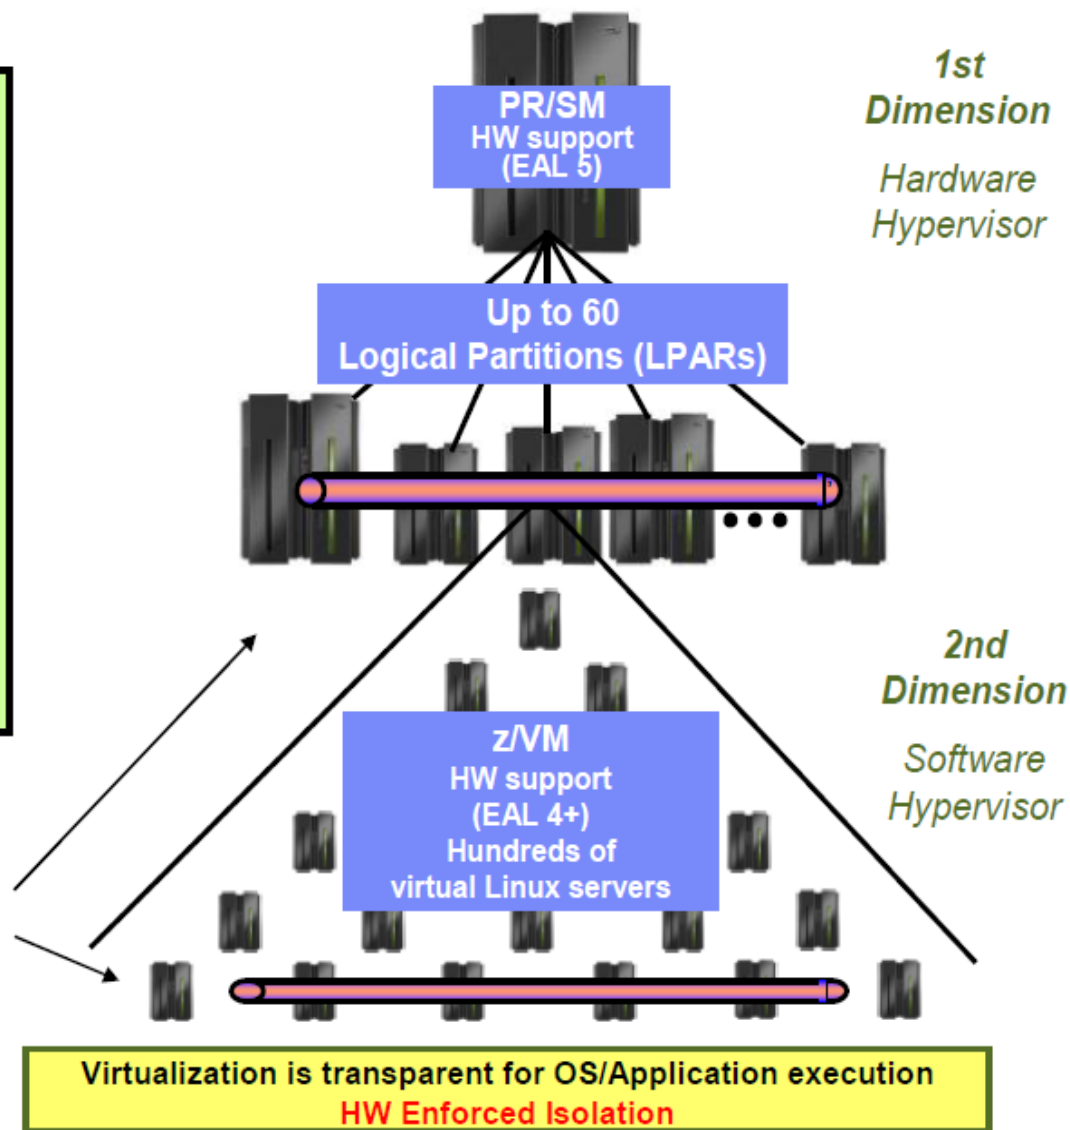 PR/SM
HW support
(EAL 5)
1st
Dimension
Hardware
Hypervisor
Up to 60
Logical Partitions (LPARs)
2nd
Dimension
Software
Hypervisor
z/VM
HW support
(EAL 4+)
Hundreds of
virtual Linux servers
Virtualization is transparent for OS/Application execution
HW Enforced Isolation